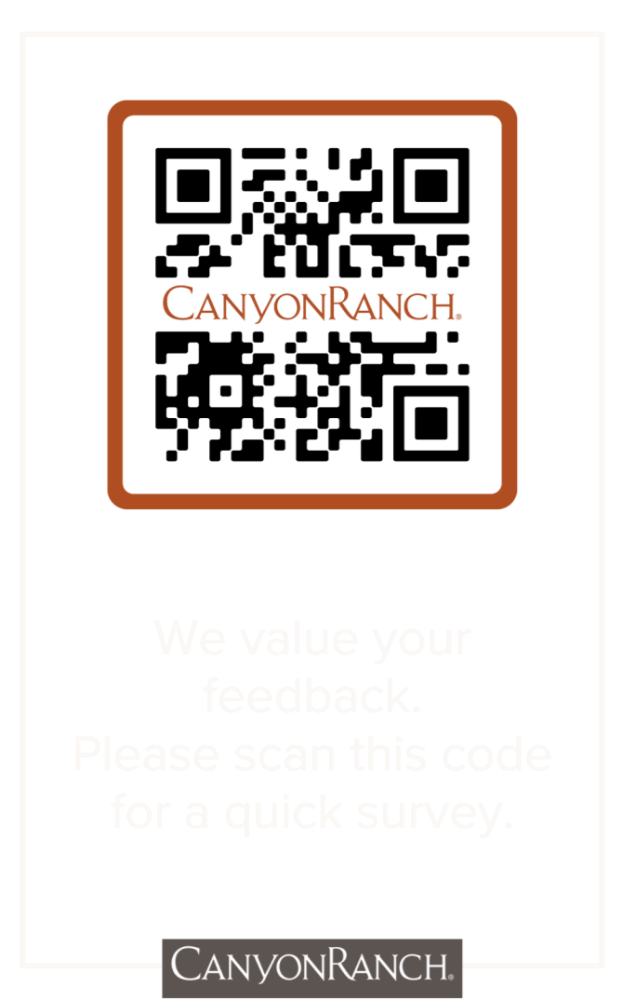 CANYONRANCH®
We value your
feedback.
Please scan this code
for a quick survey.
CANYONRANCH®